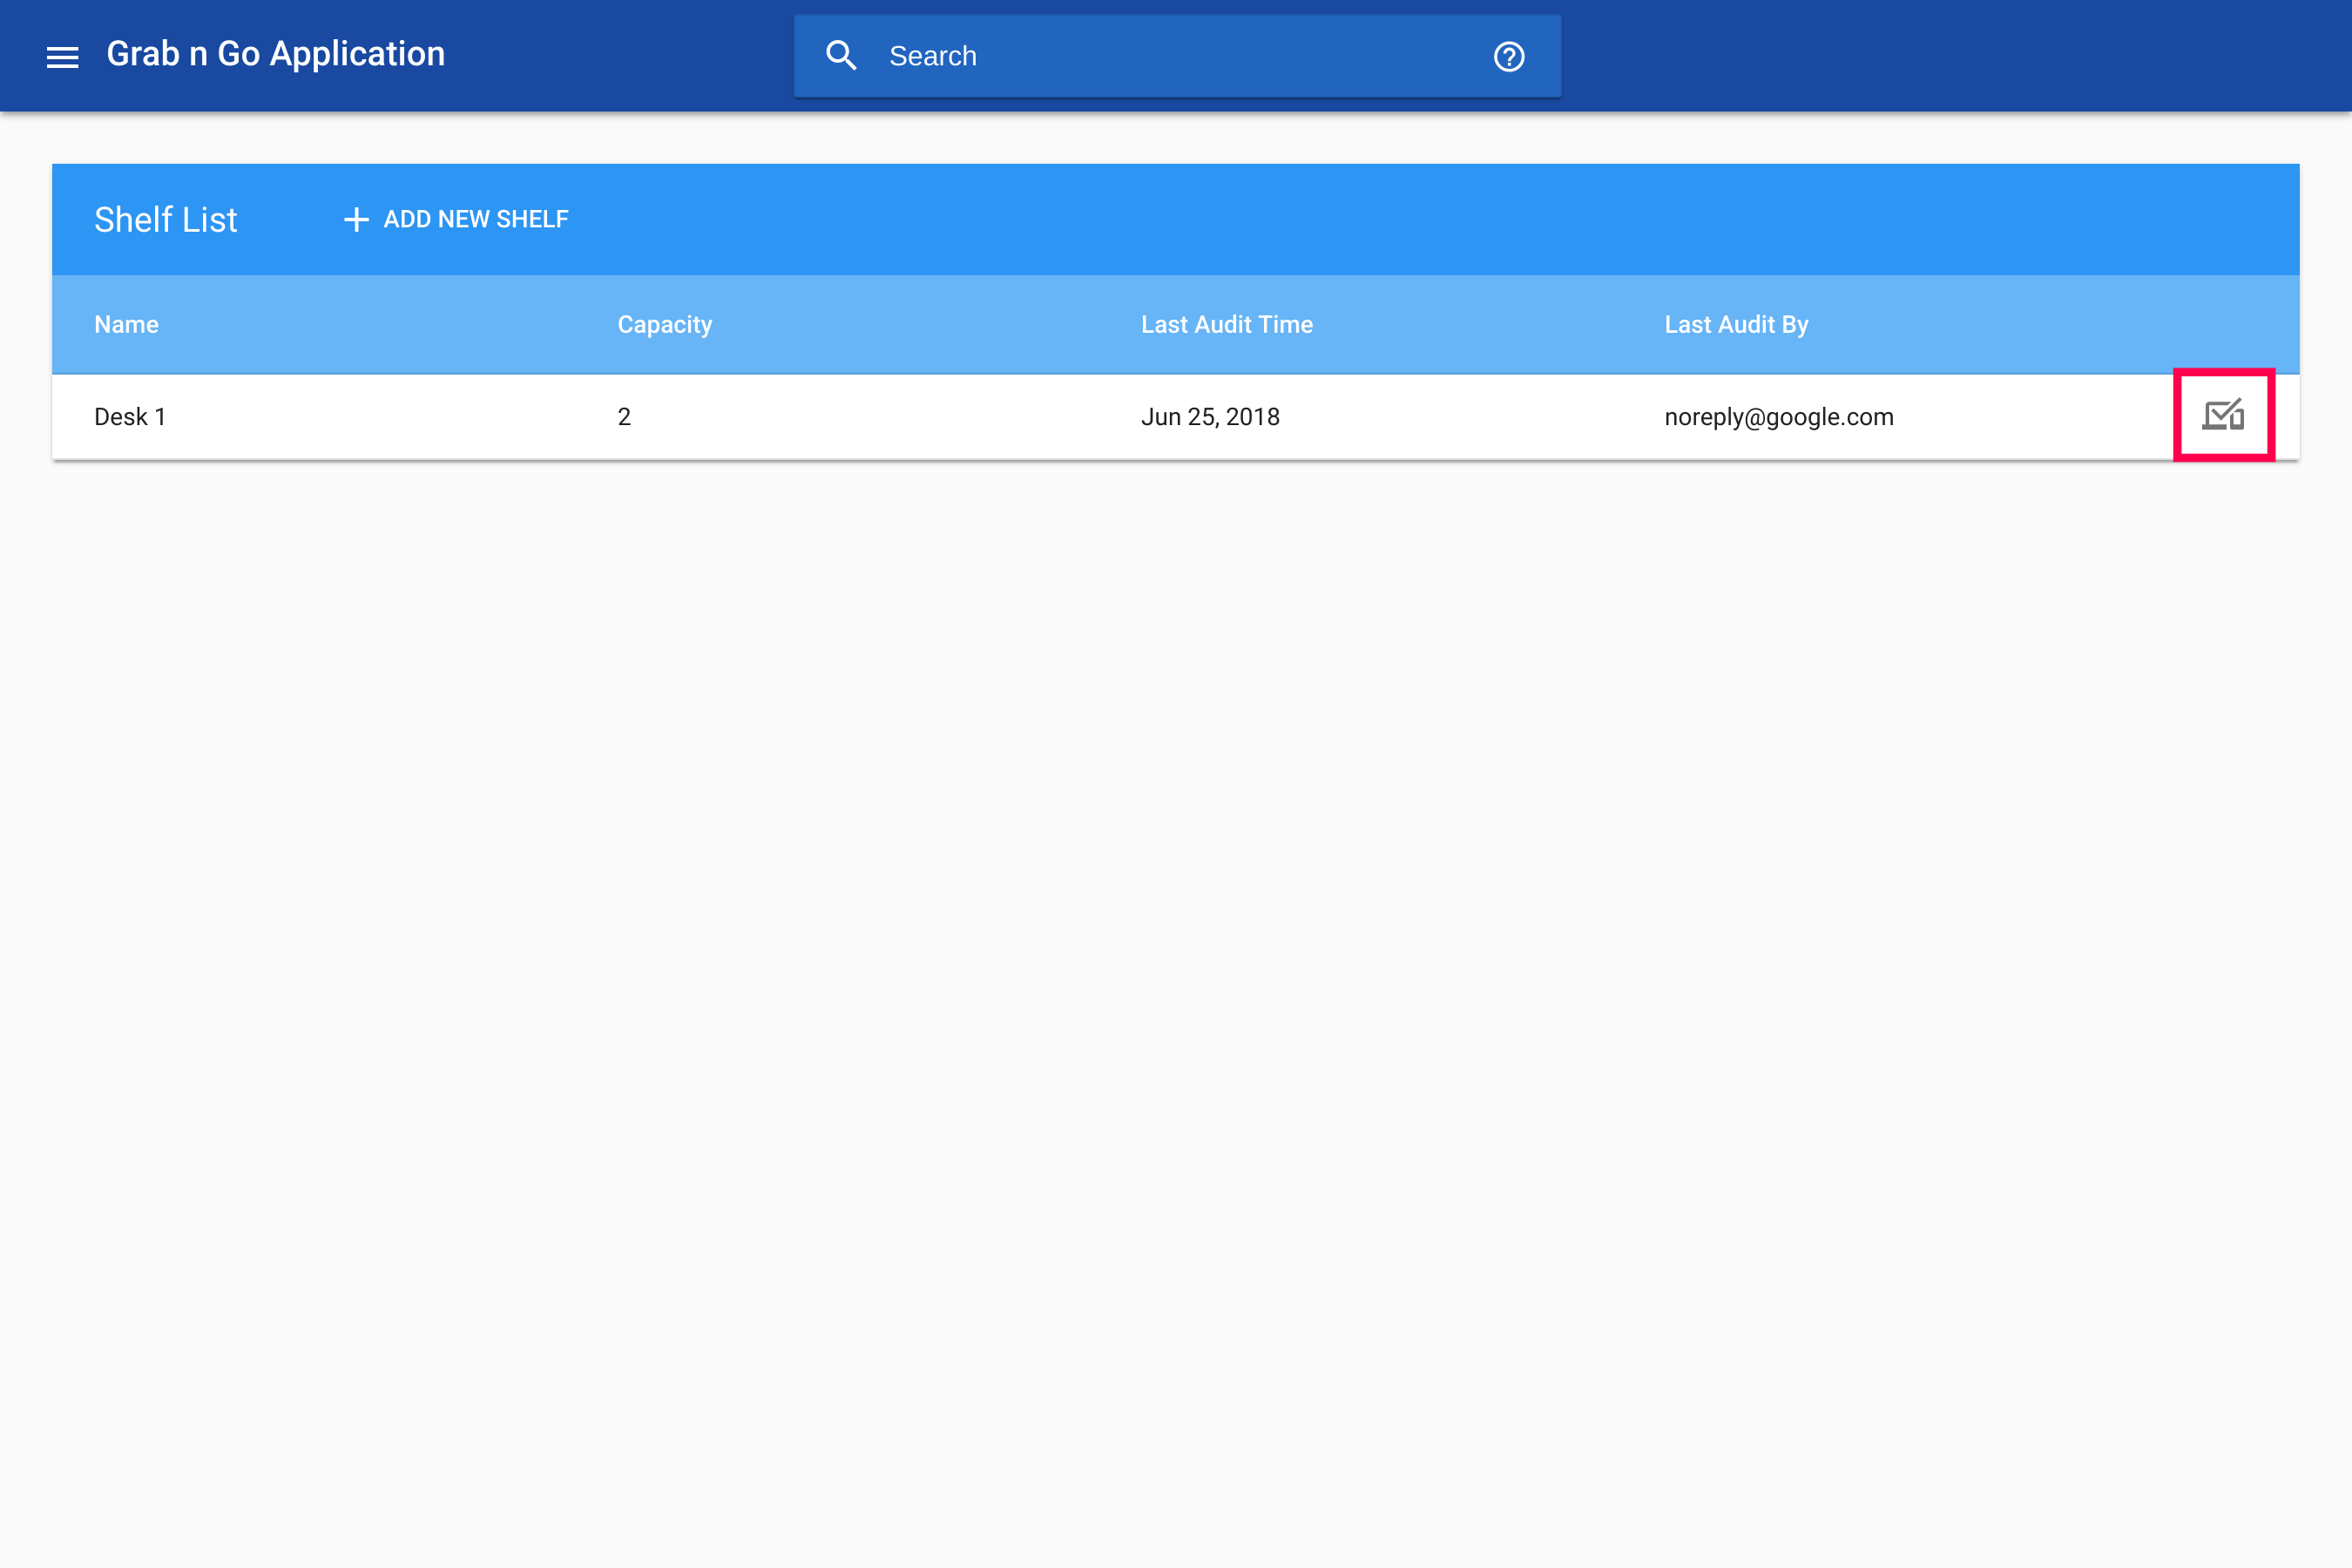 Grab n Go Application
Search
Shelf List
ADD NEW SHELF
Name Capacity Last Audit Time Last Audit By
Desk 1 2 Jun 25, 2018 noreply@google.com